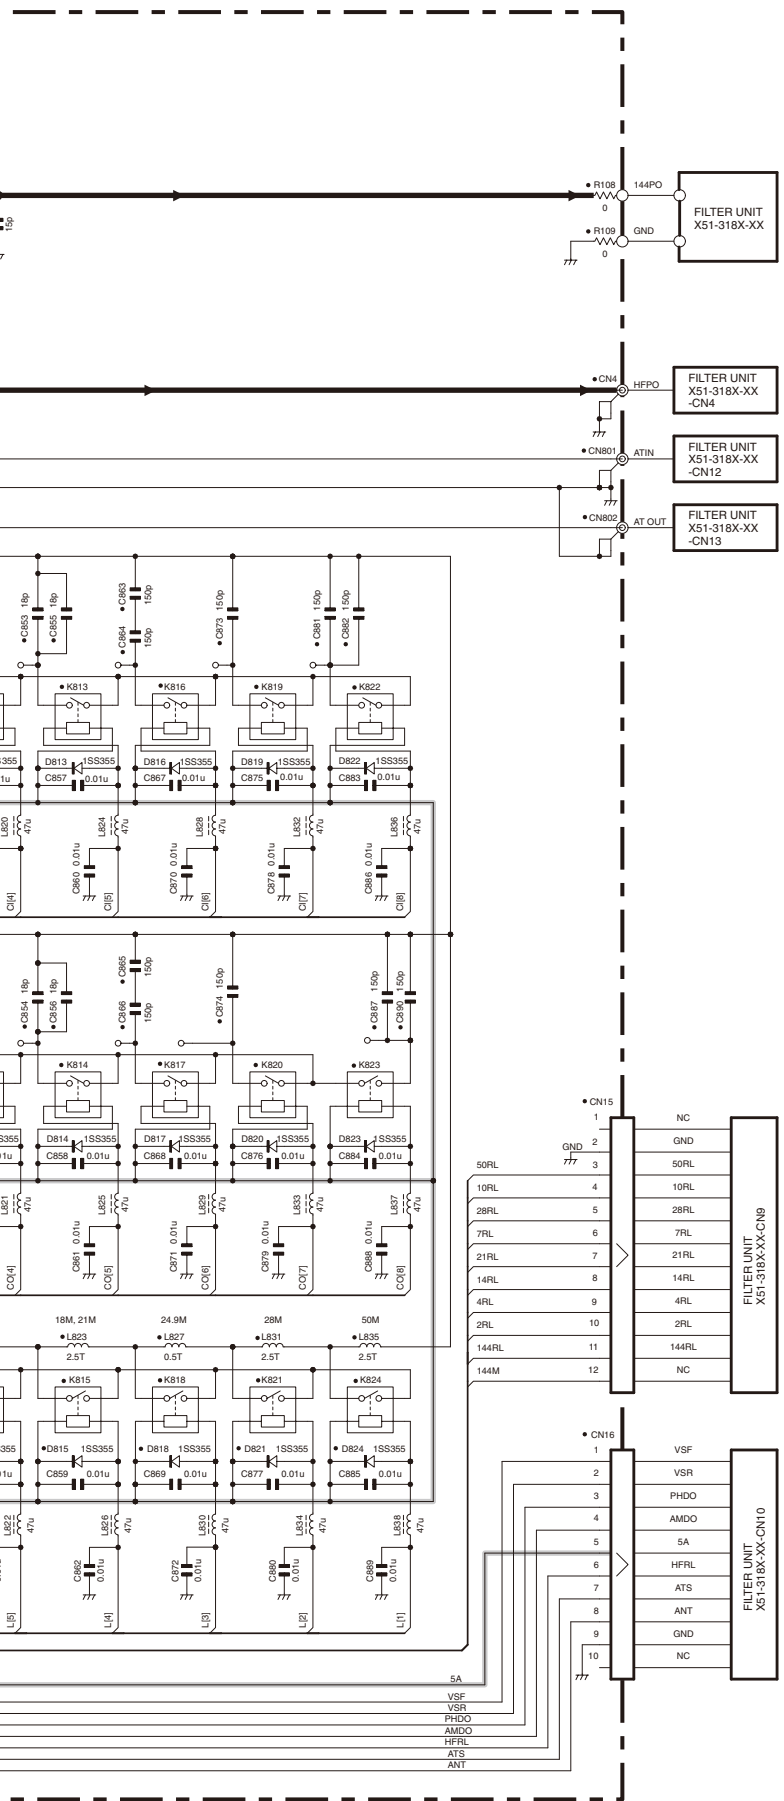 R108
144PO
0
FILTER UNIT
X51-318X-XX
R109
GND
0
15p
CN4
HFPO
FILTER UNIT
X51-318X-XX
-CN4
CN801
ATIN
FILTER UNIT
X51-318X-XX
-CN12
CN802
AT OUT
FILTER UNIT
X51-318X-XX
-CN13
C853 18p
C855 18p
C863 150p
C864 150p
C873 150p
C881 150p
C882 150p
K813
K816
K819
K822
D813 1SS355
D816 1SS355
D819 1SS355
D822 1SS355
C857 0.01u
C867 0.01u
C875 0.01u
C883 0.01u
L820 47u
L824 47u
L828 47u
L832 47u
L836 47u
C860 0.01u
C870 0.01u
C878 0.01u
C886 0.01u
CI[4]
CI[5]
CI[6]
CI[7]
CI[8]
C854 18p
C856 18p
C865 150p
C866 150p
C874 150p
C887 150p
C890 150p
K814
K817
K820
K823
D814 1SS355
D817 1SS355
D820 1SS355
D823 1SS355
C858 0.01u
C868 0.01u
C876 0.01u
C884 0.01u
L821 47u
L825 47u
L829 47u
L833 47u
L837 47u
C861 0.01u
C871 0.01u
C879 0.01u
C888 0.01u
CO[4]
CO[5]
CO[6]
CO[7]
CO[8]
18M, 21M
24.9M
28M
50M
L823
L827
L831
L835
2.5T
0.5T
2.5T
2.5T
K815
K818
K821
K824
D815 1SS355
D818 1SS355
D821 1SS355
D824 1SS355
C859 0.01u
C869 0.01u
C877 0.01u
C885 0.01u
L822 47u
L826 47u
L830 47u
L834 47u
L838 47u
C862 0.01u
C872 0.01u
C880 0.01u
C889 0.01u
L[5]
L[4]
L[3]
L[2]
L[1]
CN15
1 NC
GND 2 GND
50RL 3 50RL
10RL 4 10RL
28RL 5 28RL
7RL 6 7RL
21RL 7 21RL
14RL 8 14RL
4RL 9 4RL
2RL 10 2RL
144RL 11 144RL
144M 12 NC
FILTER UNIT
X51-318X-XX-CN9
CN16
1 VSF
2 VSR
3 PHDO
4 AMDO
5 5A
6 HFRL
7 ATS
8 ANT
9 GND
10 NC
FILTER UNIT
X51-318X-XX-CN10
5A
VSF
VSR
PHDO
AMDO
HFRL
ATS
ANT